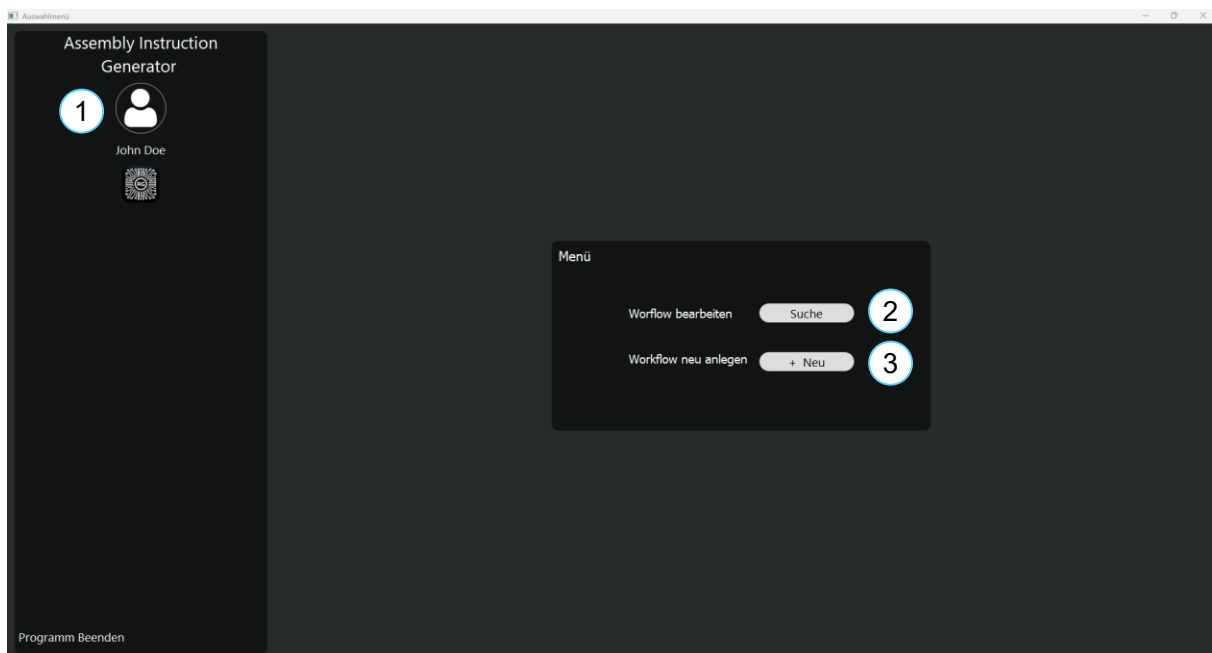 Auswahlmenü
Assembly Instruction
Generator
1
John Doe
Menü
Worflow bearbeiten Suche 2
Workflow neu anlegen + Neu 3
Programm Beenden